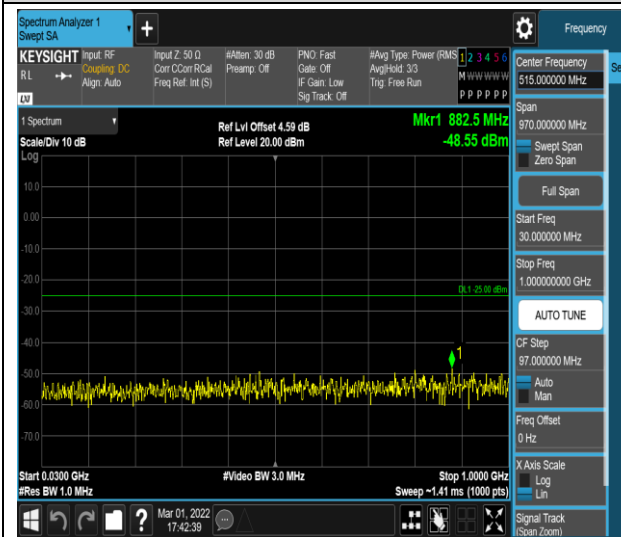 Spectrum Analyzer 1
Swept SA
Frequency
KEYSIGHT
RL
LXI
Input: RF
Coupling: DC
Align: Auto
Input Z: 50 Ω
Corr CCorr RCal
Freq Ref: Int (S)
#Atten: 30 dB
Preamp: Off
PNO: Fast
Gate: Off
IF Gain: Low
Sig Track: Off
#Avg Type: Power (RMS
Avg|Hold: 3/3
Trig: Free Run
1 2 3 4 5 6
M W W W W W
P P P P P P
1 Spectrum
Scale/Div 10 dB
Log
Ref Lvl Offset 4.59 dB
Ref Level 20.00 dBm
Mkr1 882.5 MHz
-48.55 dBm
10.0
0.00
-10.0
-20.0
DL1 -25.00 dBm
-30.0
-40.0
1
-50.0
-60.0
-70.0
Start 0.0300 GHz
#Res BW 1.0 MHz
#Video BW 3.0 MHz
Stop 1.0000 GHz
Sweep ~1.41 ms (1000 pts)
Mar 01, 2022
17:42:39
?
Center Frequency
515.000000 MHz
Span
970.000000 MHz
Swept Span
Zero Span
Full Span
Start Freq
30.000000 MHz
Stop Freq
1.000000000 GHz
AUTO TUNE
CF Step
97.000000 MHz
Auto
Man
Freq Offset
0 Hz
X Axis Scale
Log
Lin
Signal Track
(Span Zoom)
Se